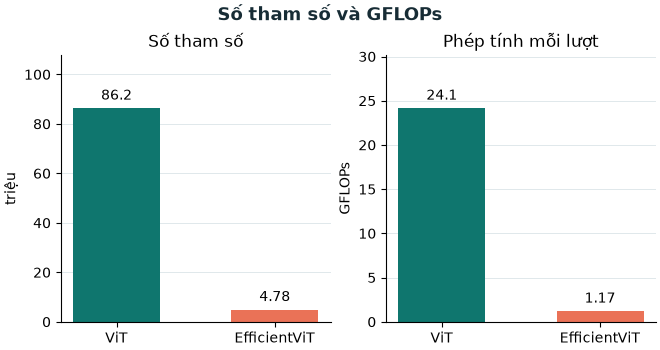 Số tham số và GFLOPs
Số tham số
triệu
100
80
60
40
20
0
86.2
4.78
ViT
EfficientViT
Phép tính mỗi lượt
GFLOPs
30
25
20
15
10
5
0
24.1
1.17
ViT
EfficientViT